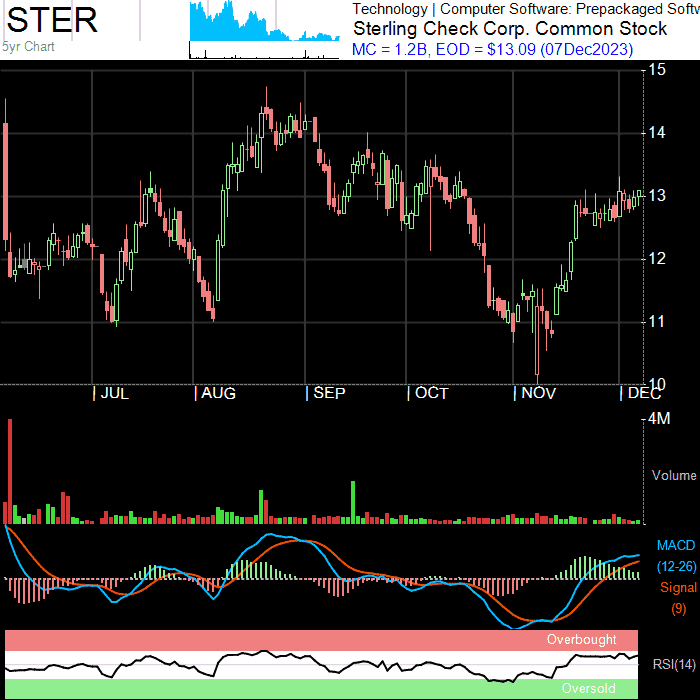 STER
5yr Chart
Technology | Computer Software: Prepackaged Softw
Sterling Check Corp. Common Stock
MC = 1.2B, EOD = $13.09 (07Dec2023)
15
14
13
12
11
10
| JUL | AUG | SEP | OCT | NOV | DEC
4M
Volume
MACD
(12-26)
Signal
(9)
Overbought
RSI(14)
Oversold